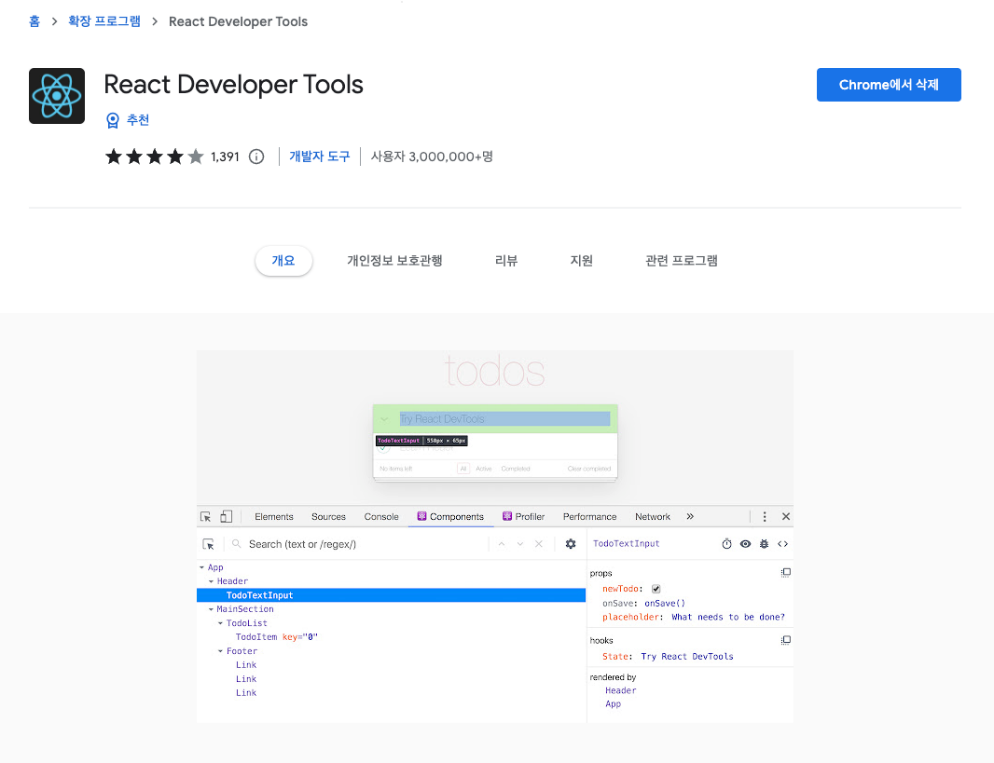 홈 > 확장 프로그램 > React Developer Tools
React Developer Tools
Chrome에서 삭제
추천
1,391
개발자 도구
사용자 3,000,000+명
개요 개인정보 보호관행 리뷰 지원 관련 프로그램
todos
Try React DevTools
TodoTextInput | 550px × 65px
No items left All Active Completed Clear completed
Elements Sources Console Components Profiler Performance Network »
Search (text or /regex/)
TodoTextInput
App
Header
TodoTextInput
MainSection
TodoList
TodoItem key="0"
Footer
Link
Link
Link
props
newTodo:
onSave: onSave()
placeholder: What needs to be done?
hooks
State: Try React DevTools
rendered by
Header
App